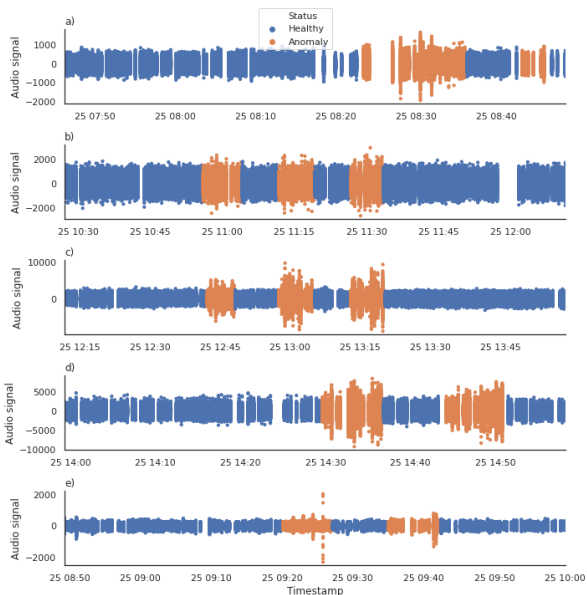 a)
Status
Healthy
Anomaly
Audio signal
1000
0
−1000
−2000
25 07:50 25 08:00 25 08:10 25 08:20 25 08:30 25 08:40
b)
Audio signal
2000
0
−2000
25 10:30 25 10:45 25 11:00 25 11:15 25 11:30 25 11:45 25 12:00
c)
Audio signal
10000
0
25 12:15 25 12:30 25 12:45 25 13:00 25 13:15 25 13:30 25 13:45
d)
Audio signal
5000
0
−5000
−10000
25 14:00 25 14:10 25 14:20 25 14:30 25 14:40 25 14:50
e)
Audio signal
2000
0
−2000
25 08:50 25 09:00 25 09:10 25 09:20 25 09:30 25 09:40 25 09:50 25 10:00
Timestamp